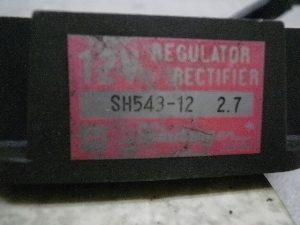 12V REGULATOR
RECTIFIER
SH543-12 2.7